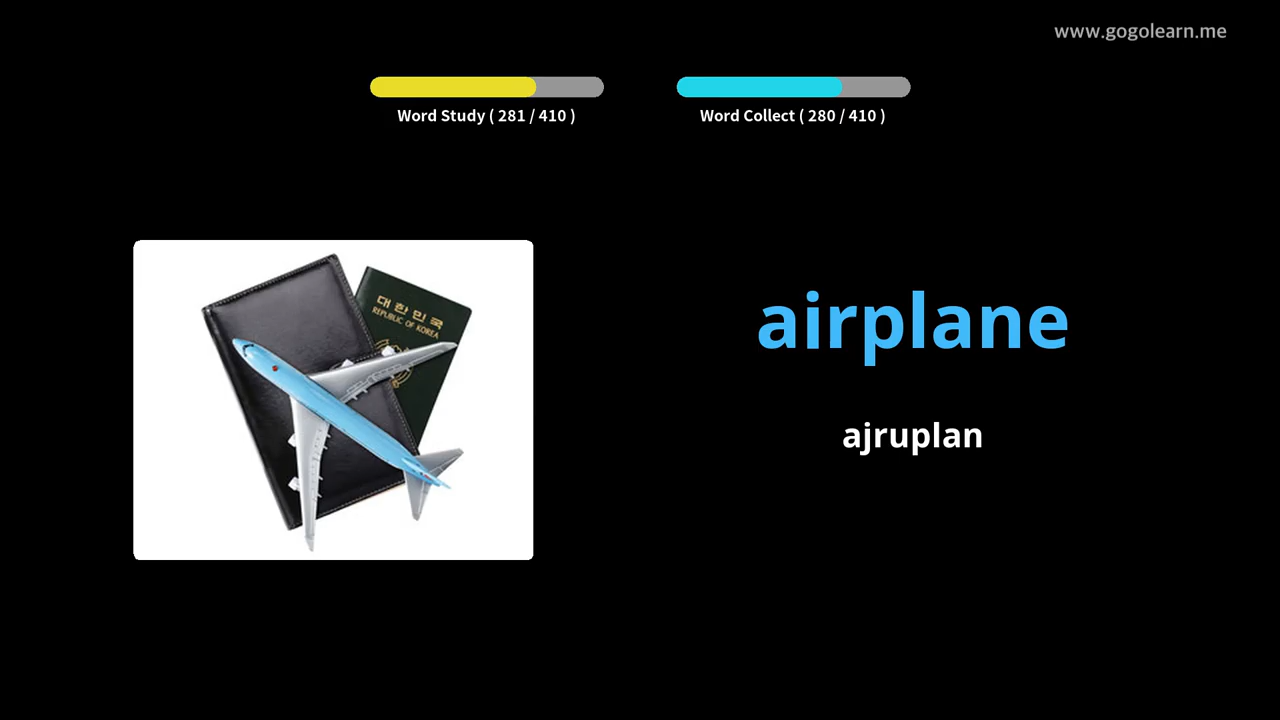 www.gogolearn.me
Word Study ( 281 / 410 )
Word Collect ( 280 / 410 )
대한민국
REPUBLIC OF KOREA
airplane
ajruplan